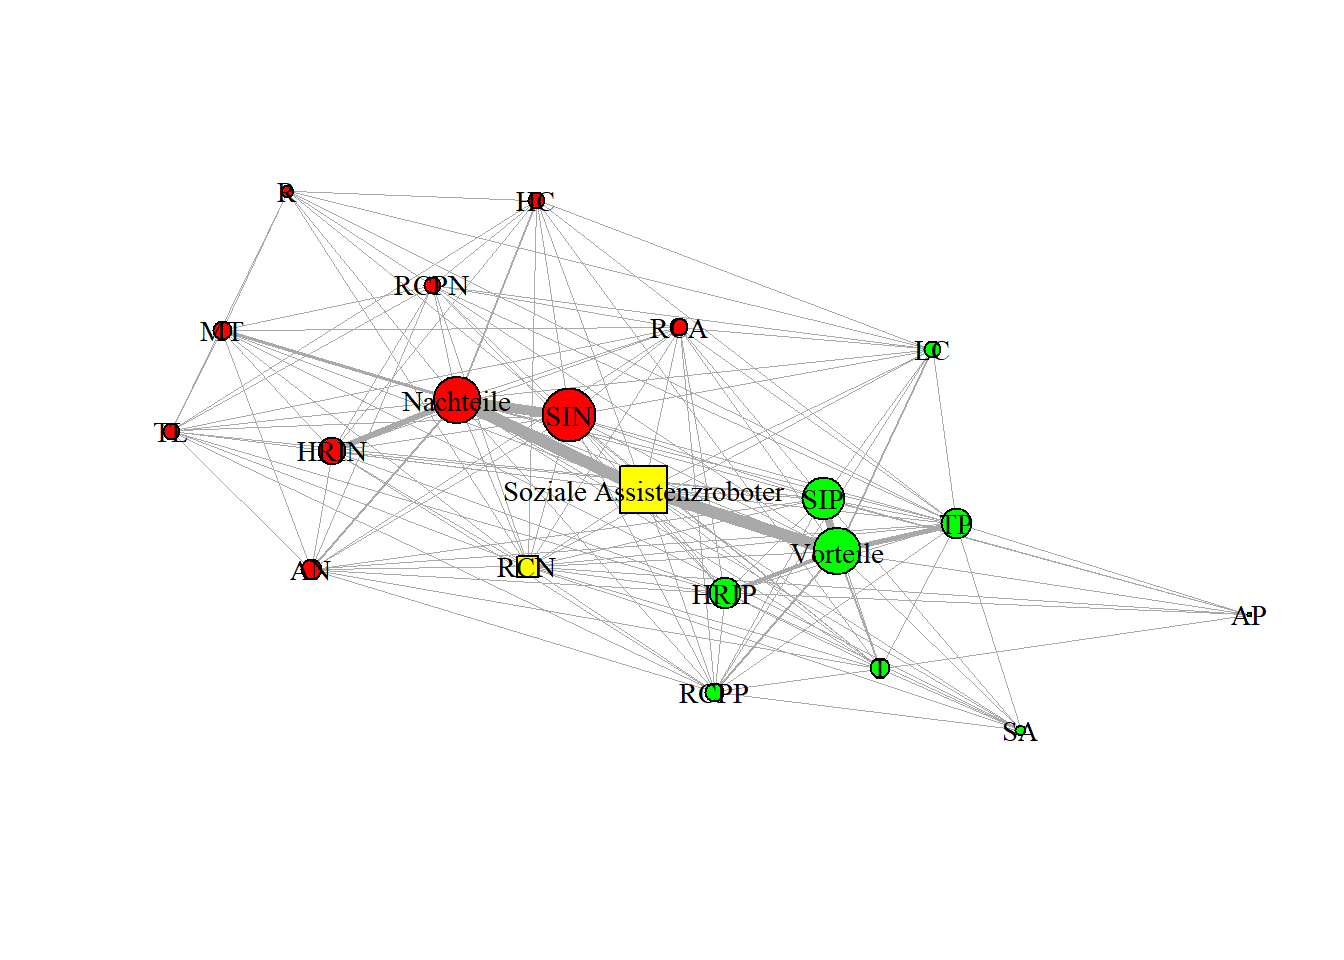 R
HC
RCPN
MT
RCA
LC
Nachteile
SIN
TL
HRIN
Soziale Assistenzroboter
SIP
TP
Vorteile
AN
RCN
HRIP
AP
I
RCPP
SA